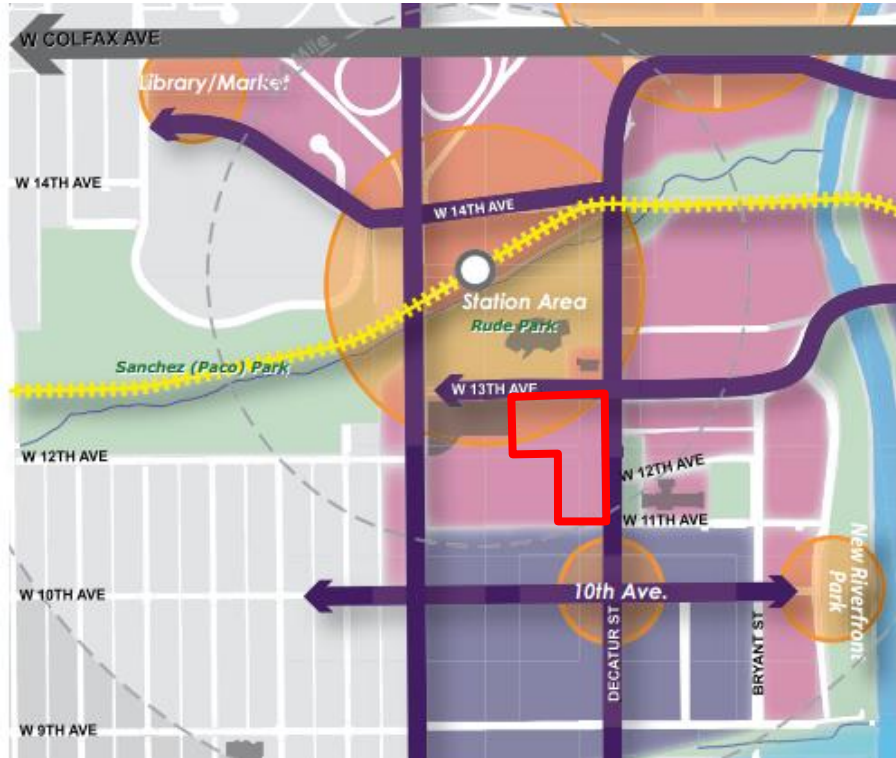 W COLFAX AVE
Mile
Library/Market
W 14TH AVE
W 14TH AVE
Station Area
Rude Park
Sanchez (Paco) Park
W 13TH AVE
W 12TH AVE
W 12TH AVE
W 11TH AVE
New Riverfront
Park
W 10TH AVE
10th Ave.
DECATUR ST
BRYANT ST
W 9TH AVE